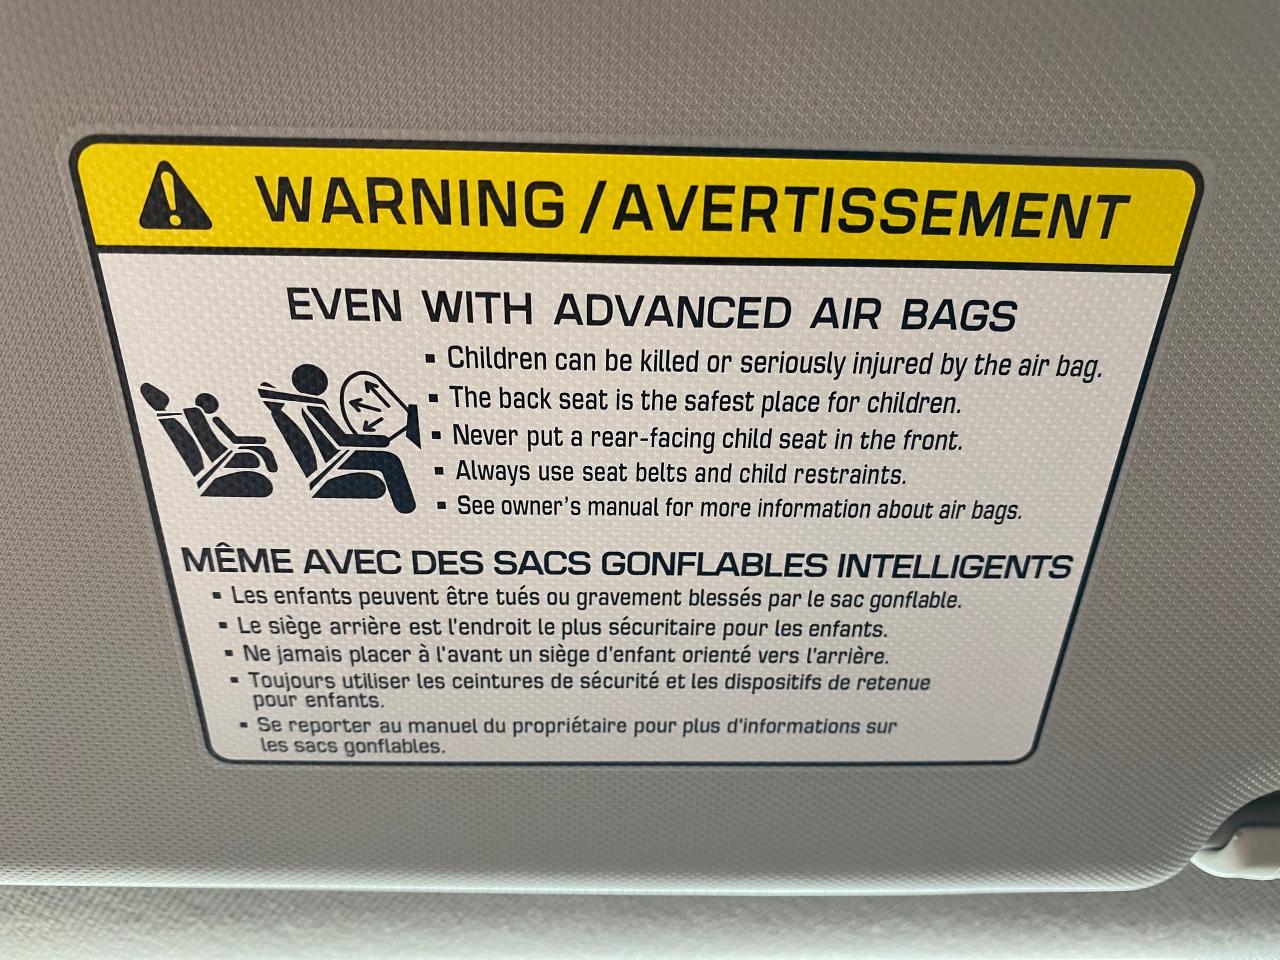 WARNING / AVERTISSEMENT
EVEN WITH ADVANCED AIR BAGS
▪ Children can be killed or seriously injured by the air bag.
▪ The back seat is the safest place for children.
▪ Never put a rear-facing child seat in the front.
▪ Always use seat belts and child restraints.
▪ See owner's manual for more information about air bags.
MÊME AVEC DES SACS GONFLABLES INTELLIGENTS
▪ Les enfants peuvent être tués ou gravement blessés par le sac gonflable.
▪ Le siège arrière est l'endroit le plus sécuritaire pour les enfants.
▪ Ne jamais placer à l'avant un siège d'enfant orienté vers l'arrière.
▪ Toujours utiliser les ceintures de sécurité et les dispositifs de retenue
pour enfants.
▪ Se reporter au manuel du propriétaire pour plus d'informations sur
les sacs gonflables.